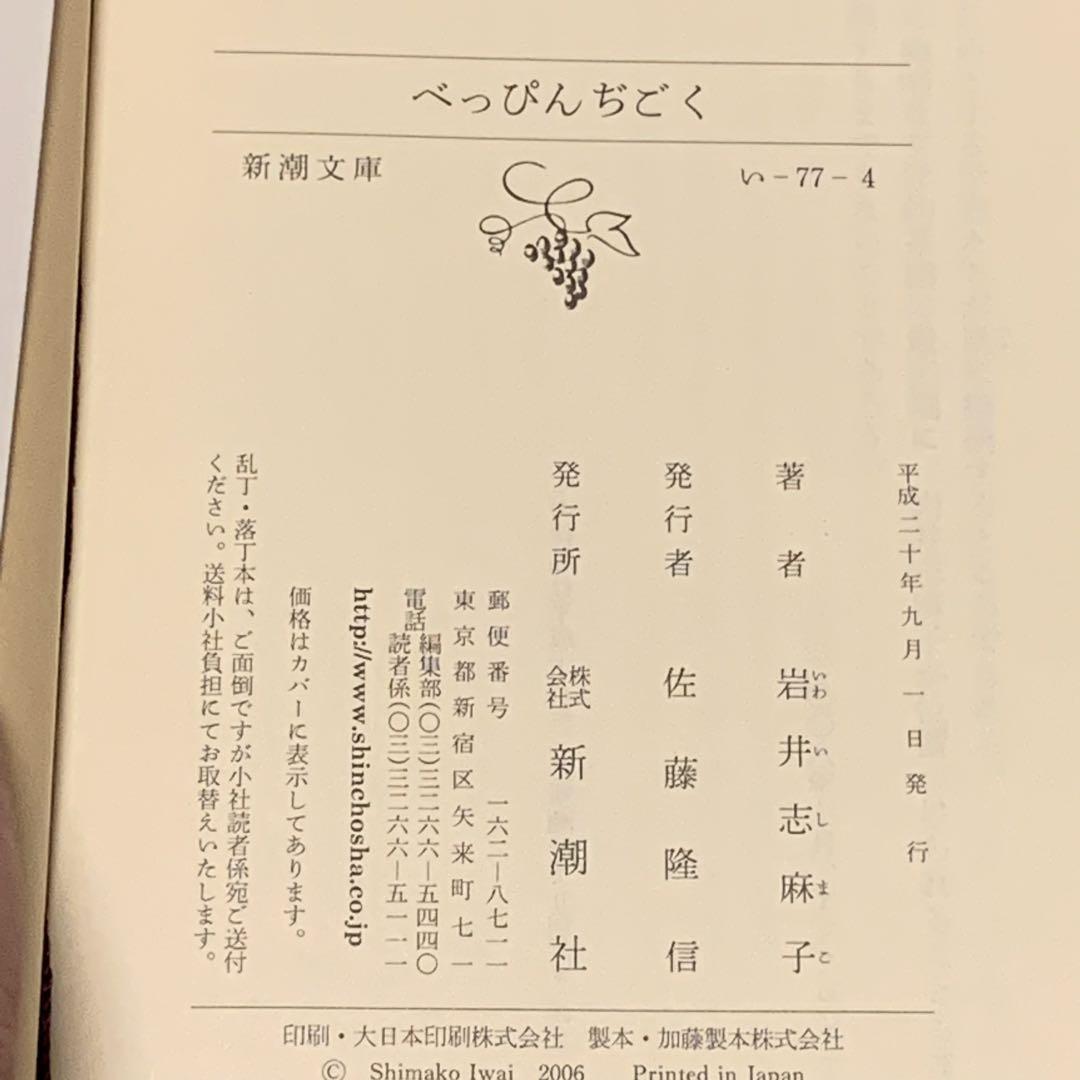 べっぴんぢごく
新潮文庫
い-77-4
平成二十年九月一日発行
著者 岩井志麻子
いわ い し ま こ
発行者 佐藤隆信
発行所 株式会社 新潮社
郵便番号 一六二―八七一一
東京都新宿区矢来町七一
電話 編集部(〇三)三二六六―五四四〇
読者係(〇三)三二六六―五一一一
http://www.shinchosha.co.jp
価格はカバーに表示してあります。
乱丁・落丁本は、ご面倒ですが小社読者係宛ご送付
ください。送料小社負担にてお取替えいたします。
印刷・大日本印刷株式会社 製本・加藤製本株式会社
© Shimako Iwai 2006 Printed in Japan